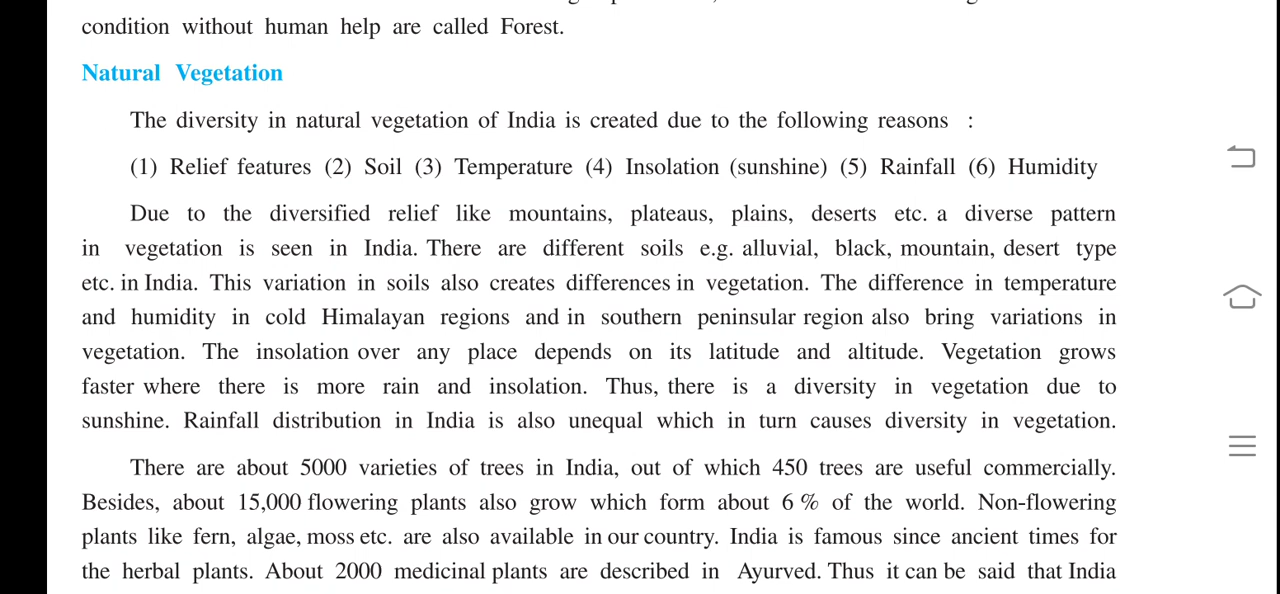 condition without human help are called Forest.
Natural Vegetation
The diversity in natural vegetation of India is created due to the following reasons :
(1) Relief features (2) Soil (3) Temperature (4) Insolation (sunshine) (5) Rainfall (6) Humidity
Due to the diversified relief like mountains, plateaus, plains, deserts etc. a diverse pattern
in vegetation is seen in India. There are different soils e.g. alluvial, black, mountain, desert type
etc. in India. This variation in soils also creates differences in vegetation. The difference in temperature
and humidity in cold Himalayan regions and in southern peninsular region also bring variations in
vegetation. The insolation over any place depends on its latitude and altitude. Vegetation grows
faster where there is more rain and insolation. Thus, there is a diversity in vegetation due to
sunshine. Rainfall distribution in India is also unequal which in turn causes diversity in vegetation.
There are about 5000 varieties of trees in India, out of which 450 trees are useful commercially.
Besides, about 15,000 flowering plants also grow which form about 6 % of the world. Non-flowering
plants like fern, algae, moss etc. are also available in our country. India is famous since ancient times for
the herbal plants. About 2000 medicinal plants are described in Ayurved. Thus it can be said that India